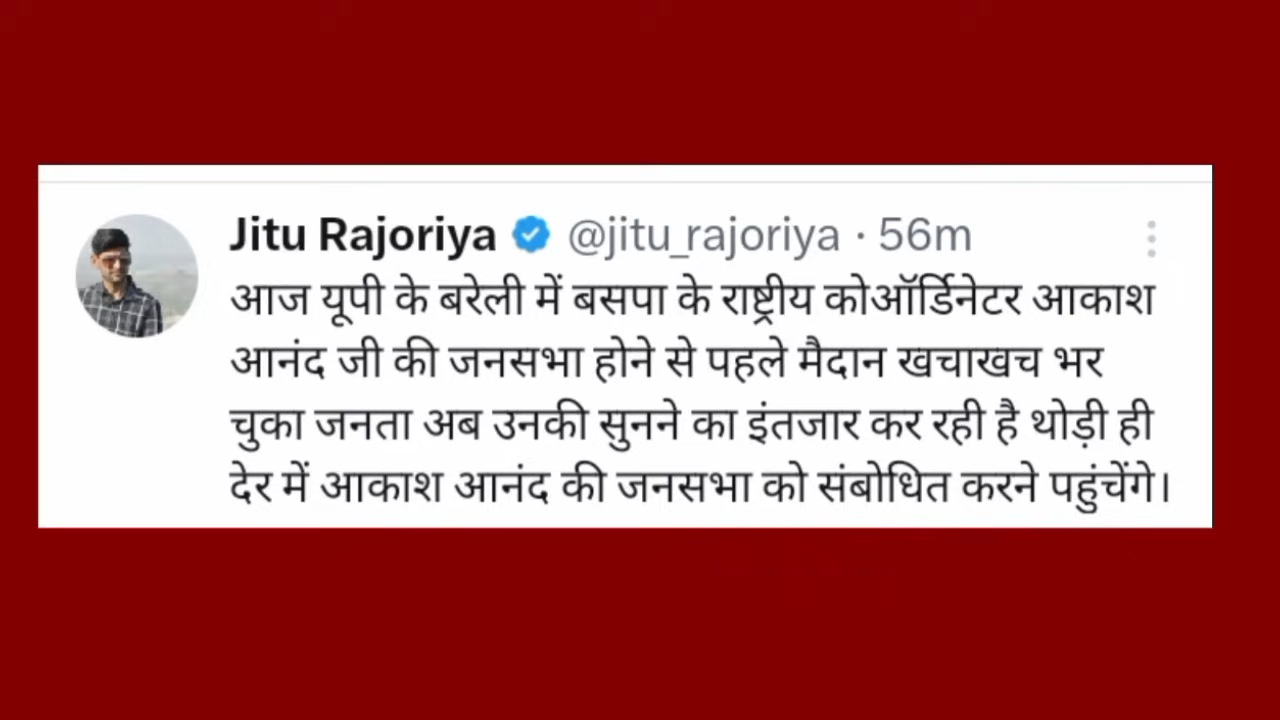 Jitu Rajoriya @jitu_rajoriya · 56m
आज यूपी के बरेली में बसपा के राष्ट्रीय कोऑर्डिनेटर आकाश
आनंद जी की जनसभा होने से पहले मैदान खचाखच भर
चुका जनता अब उनकी सुनने का इंतजार कर रही है थोड़ी ही
देर में आकाश आनंद की जनसभा को संबोधित करने पहुंचेंगे।